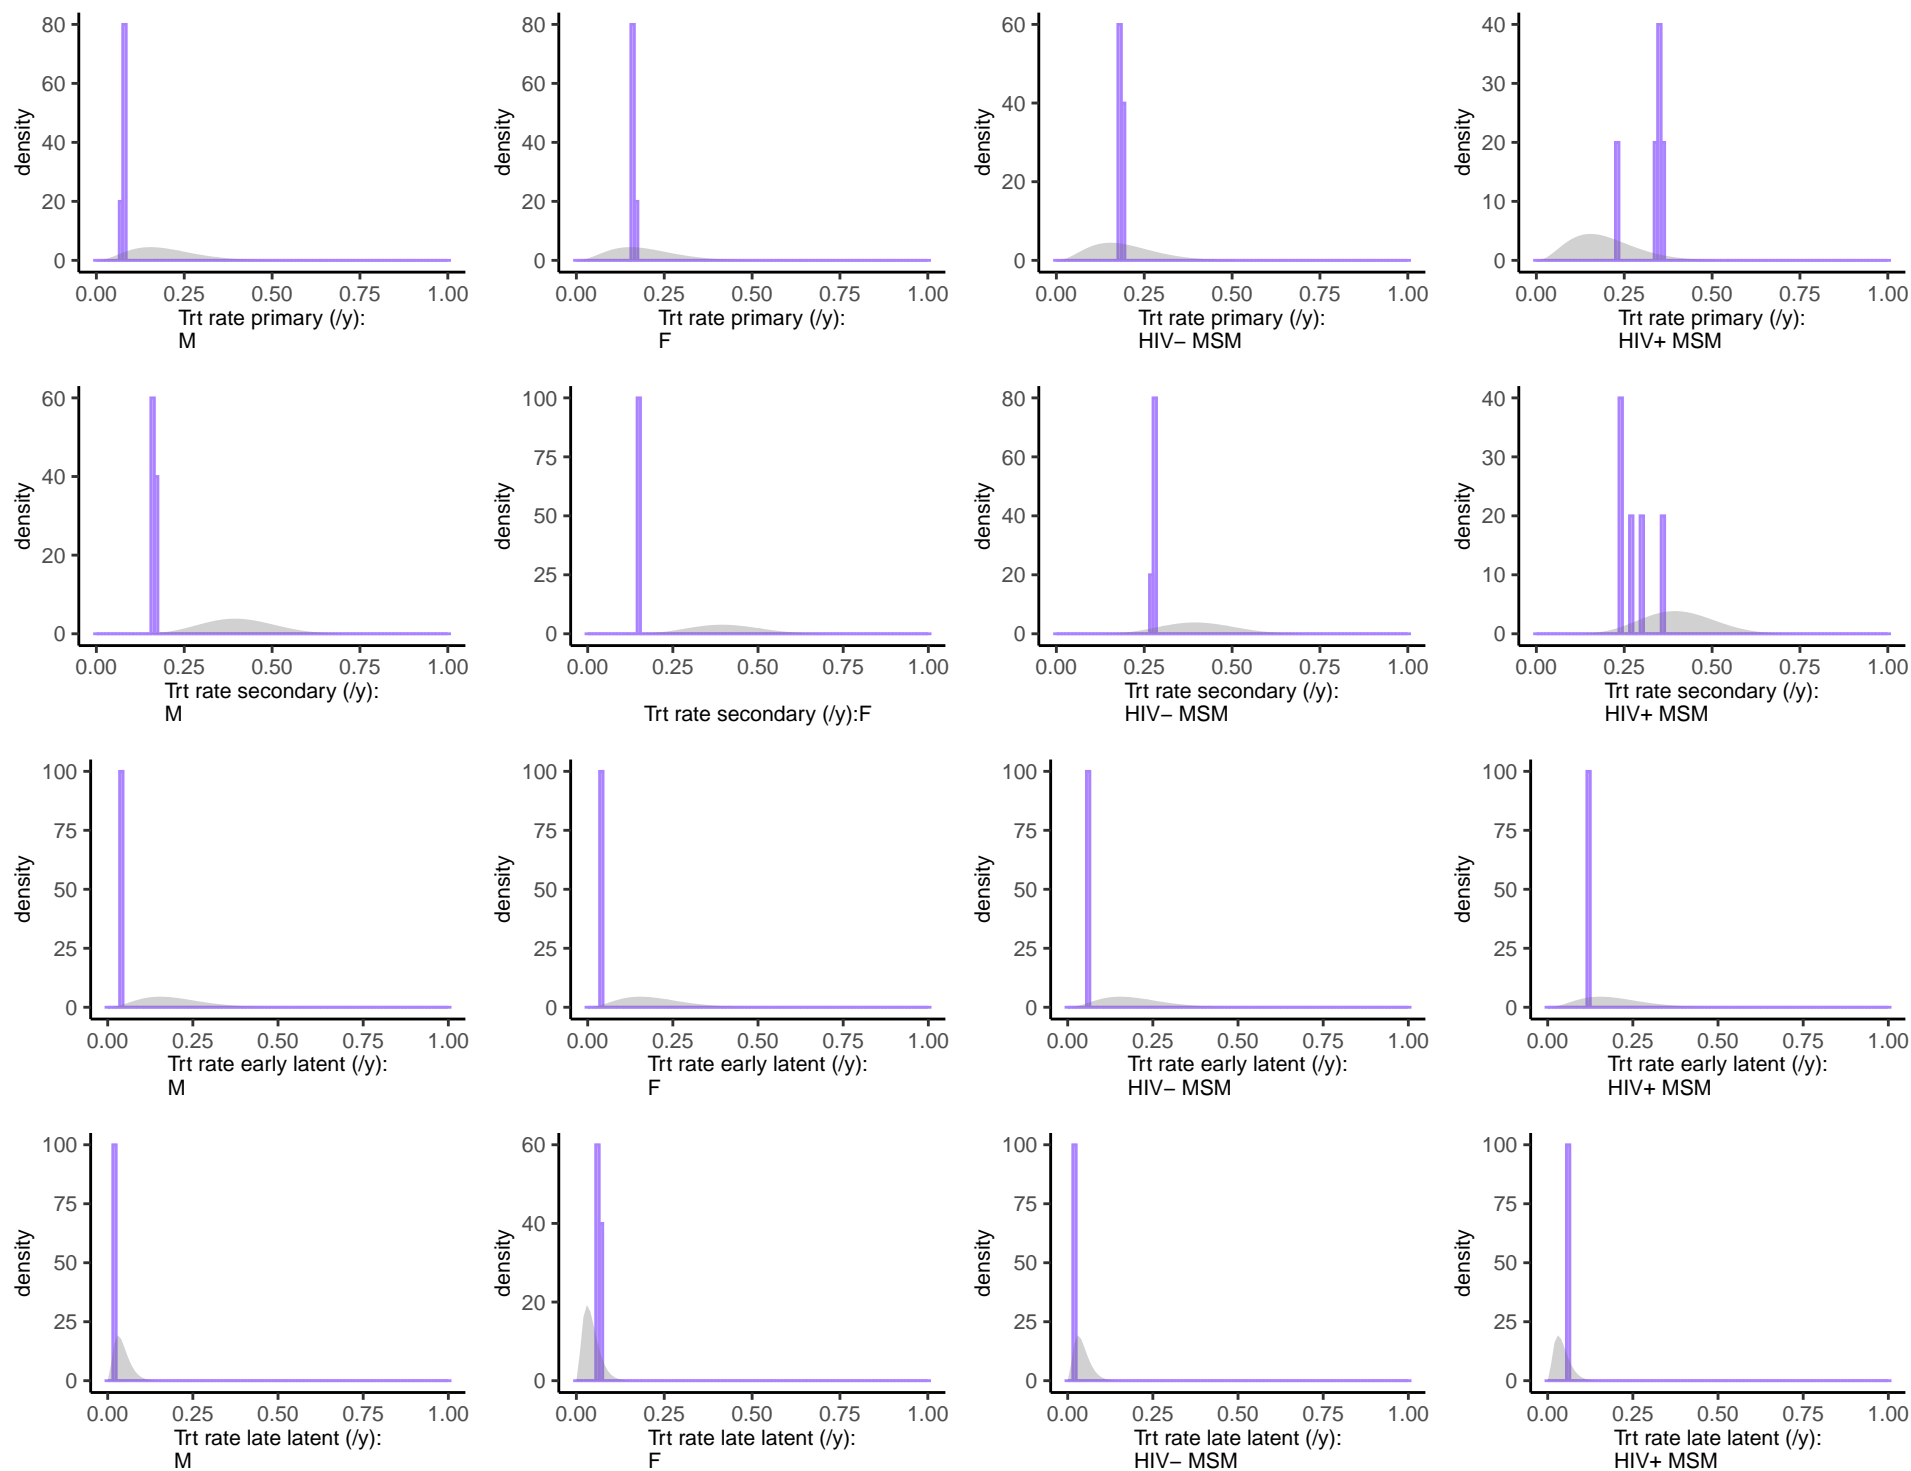 80
60
40
20
0
density
0.00 0.25 0.50 0.75 1.00
Trt rate primary (/y):
M
80
60
40
20
0
density
0.00 0.25 0.50 0.75 1.00
Trt rate primary (/y):
F
60
40
20
0
density
0.00 0.25 0.50 0.75 1.00
Trt rate primary (/y):
HIV− MSM
40
30
20
10
0
density
0.00 0.25 0.50 0.75 1.00
Trt rate primary (/y):
HIV+ MSM
60
40
20
0
density
0.00 0.25 0.50 0.75 1.00
Trt rate secondary (/y):
M
100
75
50
25
0
density
0.00 0.25 0.50 0.75 1.00
Trt rate secondary (/y):F
80
60
40
20
0
density
0.00 0.25 0.50 0.75 1.00
Trt rate secondary (/y):
HIV− MSM
40
30
20
10
0
density
0.00 0.25 0.50 0.75 1.00
Trt rate secondary (/y):
HIV+ MSM
100
75
50
25
0
density
0.00 0.25 0.50 0.75 1.00
Trt rate early latent (/y):
M
100
75
50
25
0
density
0.00 0.25 0.50 0.75 1.00
Trt rate early latent (/y):
F
100
75
50
25
0
density
0.00 0.25 0.50 0.75 1.00
Trt rate early latent (/y):
HIV− MSM
100
75
50
25
0
density
0.00 0.25 0.50 0.75 1.00
Trt rate early latent (/y):
HIV+ MSM
100
75
50
25
0
density
0.00 0.25 0.50 0.75 1.00
Trt rate late latent (/y):
M
60
40
20
0
density
0.00 0.25 0.50 0.75 1.00
Trt rate late latent (/y):
F
100
75
50
25
0
density
0.00 0.25 0.50 0.75 1.00
Trt rate late latent (/y):
HIV− MSM
100
75
50
25
0
density
0.00 0.25 0.50 0.75 1.00
Trt rate late latent (/y):
HIV+ MSM